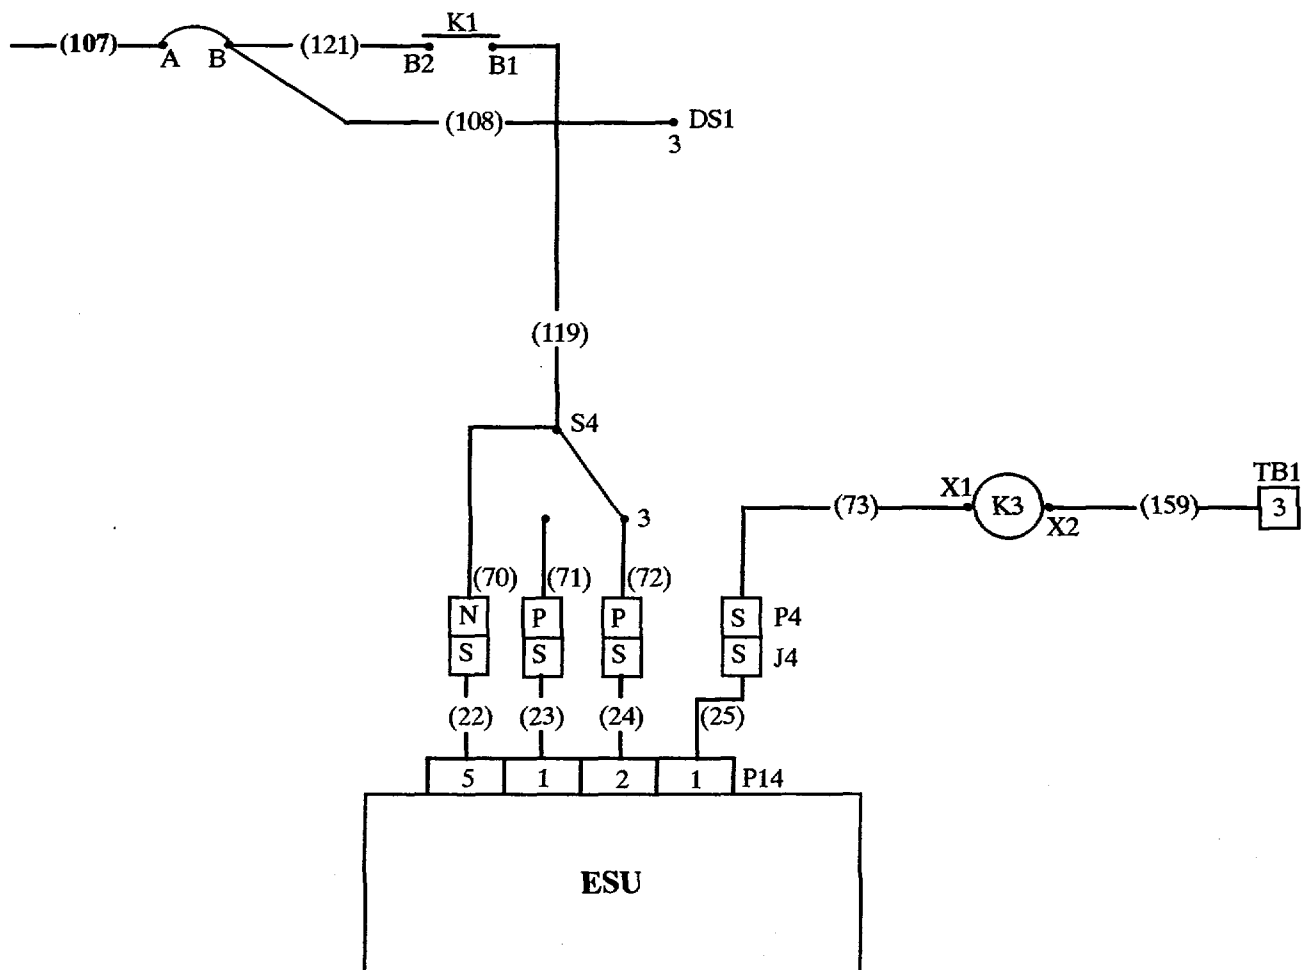 K1
(107) (121)
A B B2 B1
(108) DS1
3
(119)
S4
TB1
X1 K3 (73) (159) 3
X2
3
(70) (71) (72)
N P P S P4
S S S S J4
(22) (23) (24) (25)
5 1 2 1 P14
ESU